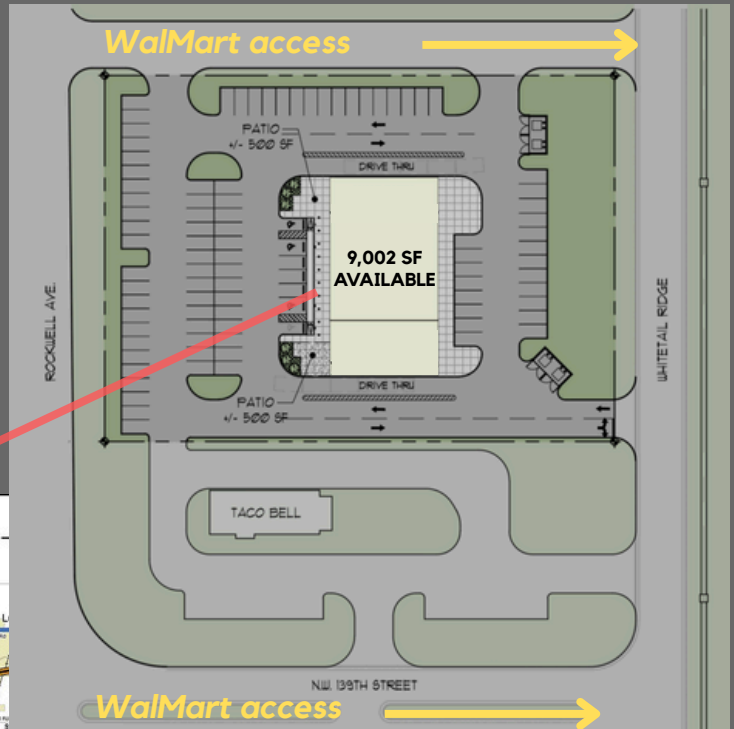 WalMart access
PATIO
+/- 500 SF
DRIVE THRU
9,002 SF
AVAILABLE
ROCKWELL AVE.
WHITETAIL RIDGE
DRIVE THRU
PATIO
+/- 500 SF
TACO BELL
N.W. 139TH STREET
WalMart access